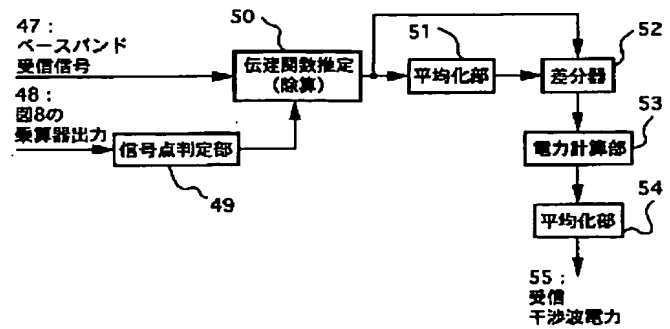 47：
ベースバンド
受信信号
48：
図8の
乗算器出力
信号点判定部
49
50
伝達関数推定
(除算)
51
平均化部
52
差分器
53
電力計算部
54
平均化部
55：
受信
干渉波電力